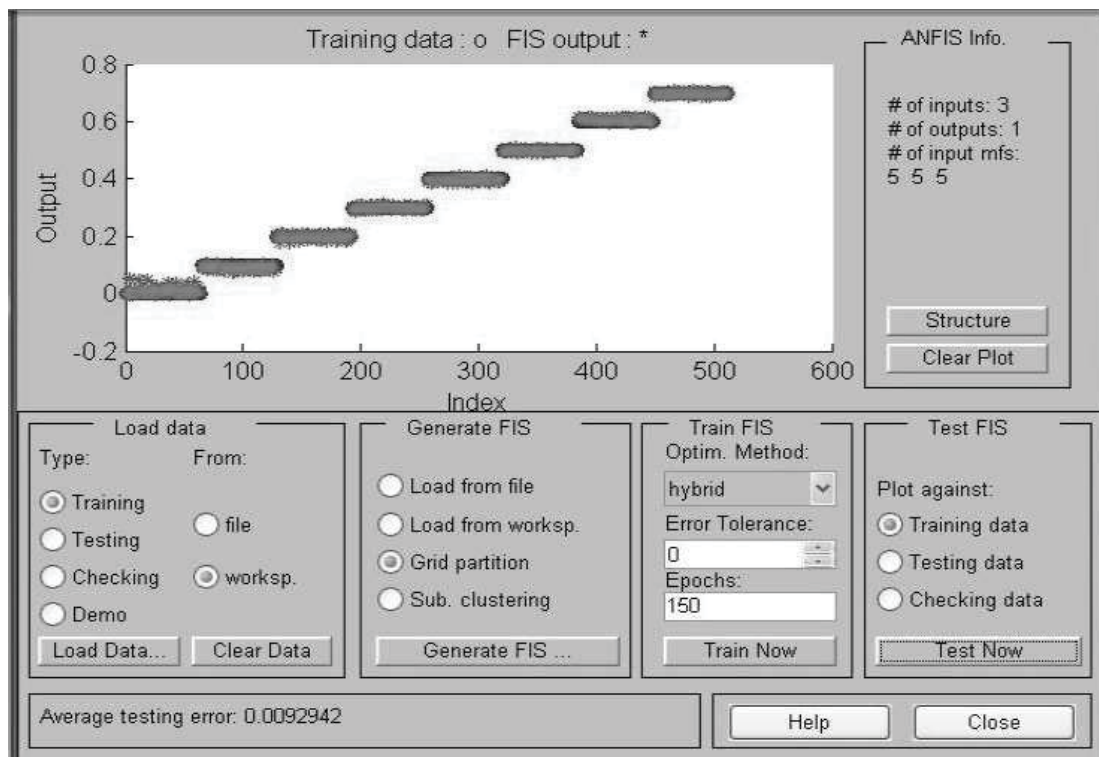 Training data : o   FIS output : *
0.8
0.6
0.4
0.2
0
-0.2
Output
0
100
200
300
400
500
600
Index
ANFIS Info.
# of inputs: 3
# of outputs: 1
# of input mfs:
5 5 5
Structure
Clear Plot
Load data
Type:
From:
Training
Testing
Checking
Demo
file
worksp.
Load Data...
Clear Data
Generate FIS
Load from file
Load from worksp.
Grid partition
Sub. clustering
Generate FIS ...
Train FIS
Optim. Method:
hybrid
Error Tolerance:
0
Epochs:
150
Train Now
Test FIS
Plot against:
Training data
Testing data
Checking data
Test Now
Average testing error: 0.0092942
Help
Close